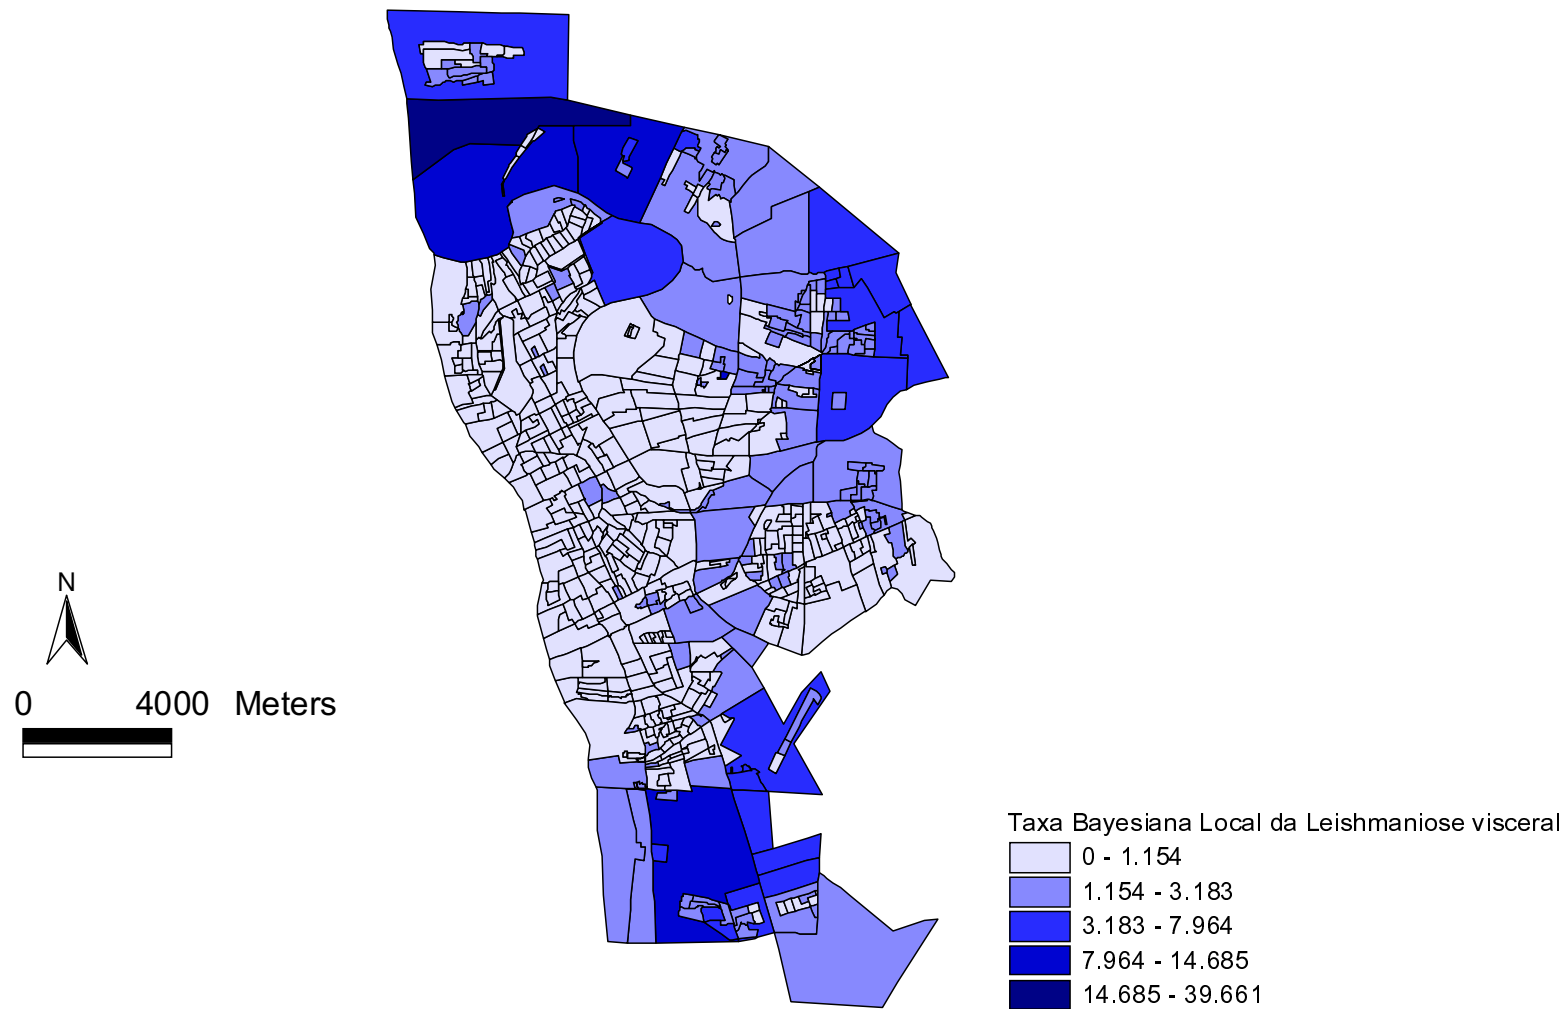 N
0 4000 Meters
Taxa Bayesiana Local da Leishmaniose visceral
0 - 1.154
1.154 - 3.183
3.183 - 7.964
7.964 - 14.685
14.685 - 39.661